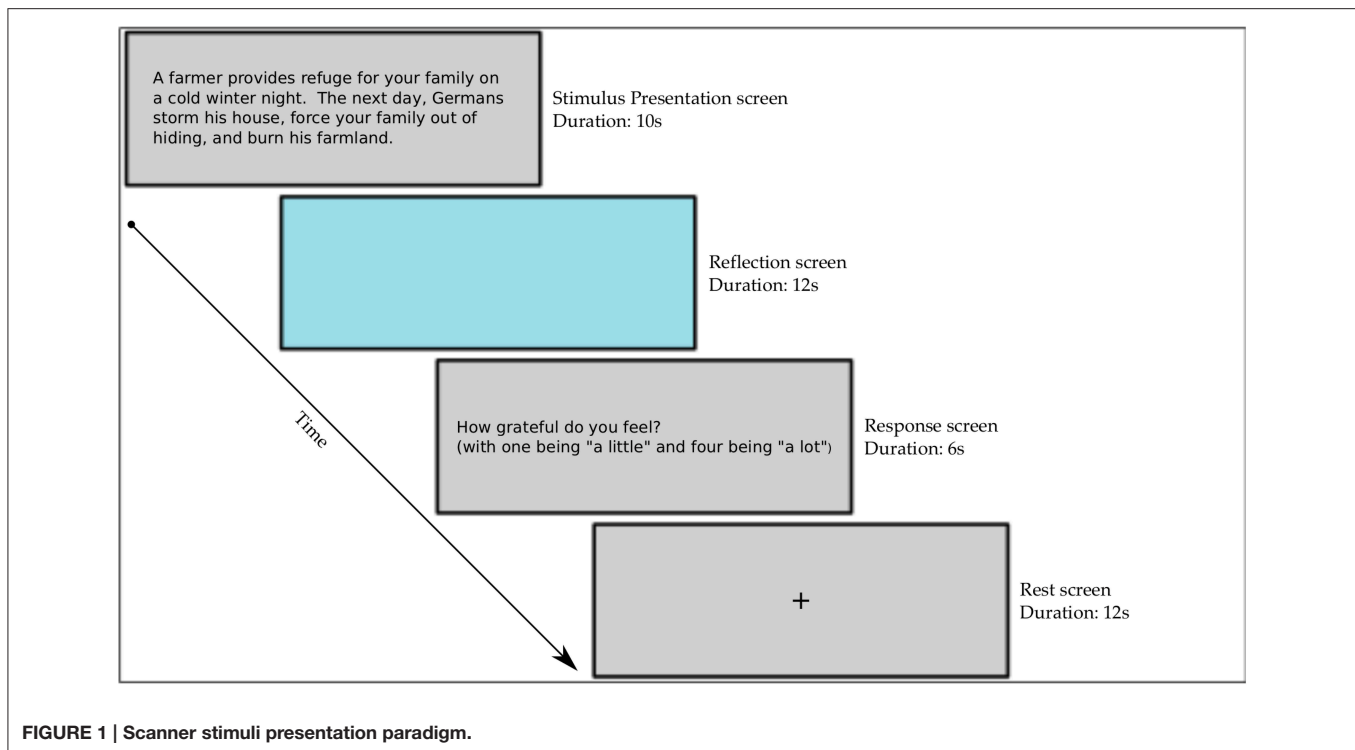 A farmer provides refuge for your family on
a cold winter night.  The next day, Germans
storm his house, force your family out of
hiding, and burn his farmland.
Stimulus Presentation screen
Duration: 10s
Reflection screen
Duration: 12s
Time
How grateful do you feel?
(with one being "a little" and four being "a lot")
Response screen
Duration: 6s
+
Rest screen
Duration: 12s
FIGURE 1 | Scanner stimuli presentation paradigm.